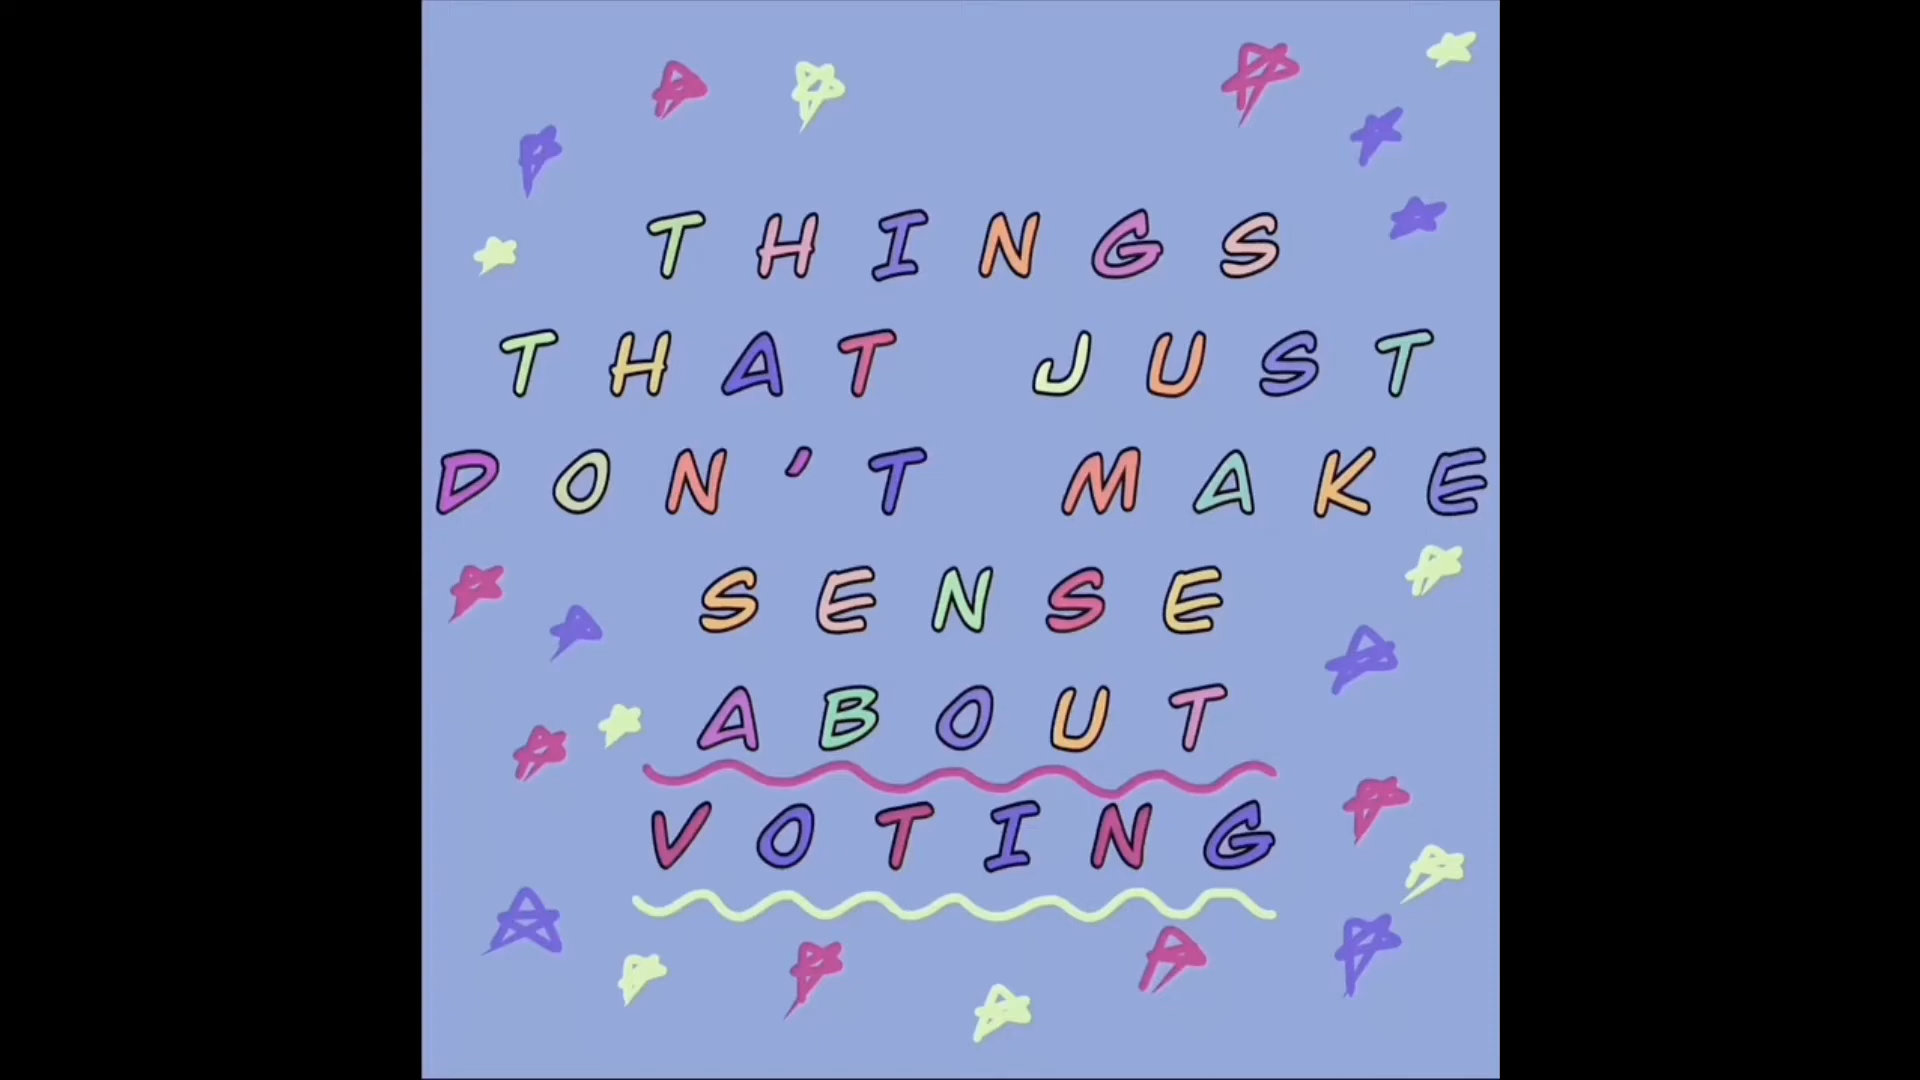 THINGS
THAT JUST
DON'T MAKE
SENSE
ABOUT
VOTING